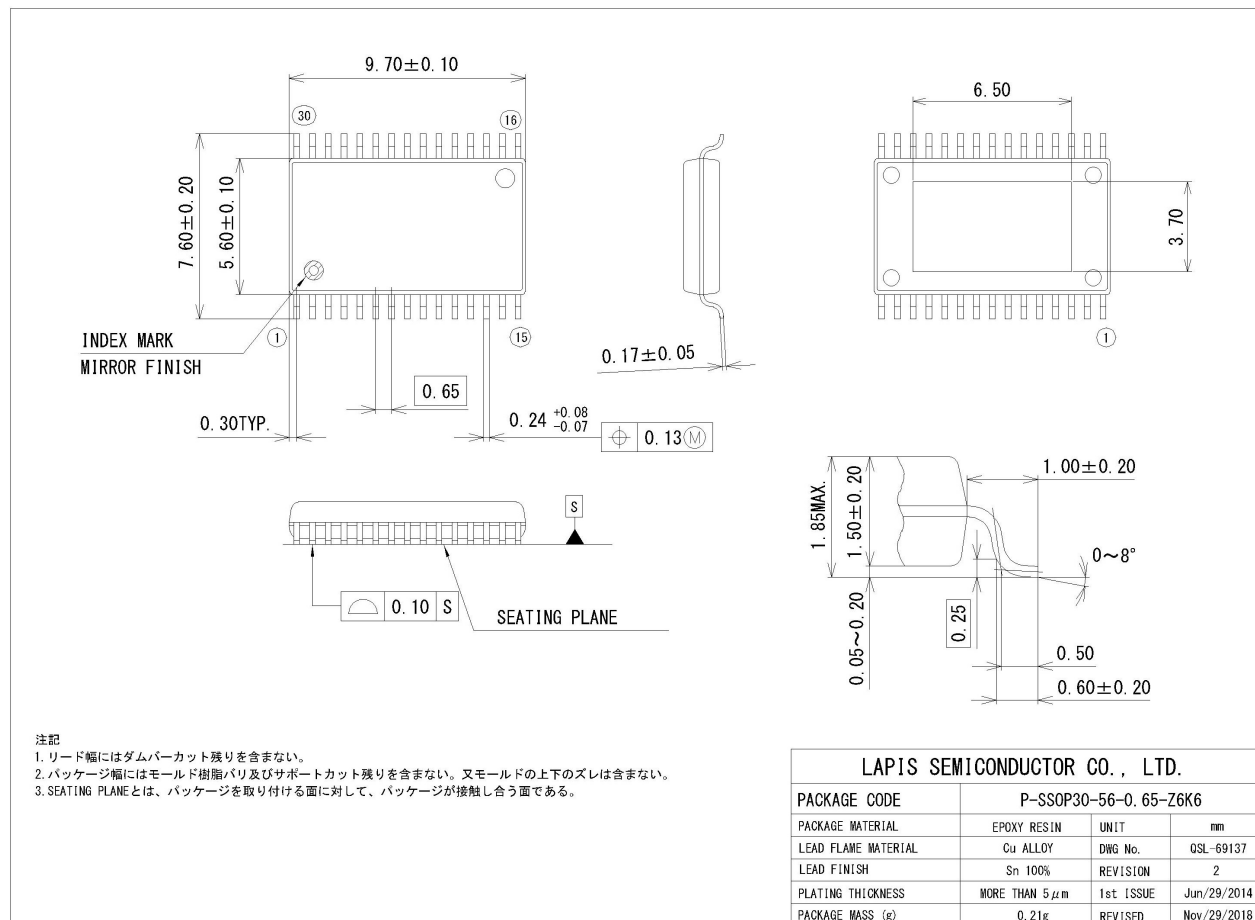 9.70±0.10
6.50
30
16
7.60±0.20
5.60±0.10
3.70
INDEX MARK
MIRROR FINISH
1
15
1
0.17±0.05
0.65
0.30TYP.
0.24 +0.08 -0.07
0.13 Ⓜ
S
0.10 S
SEATING PLANE
1.85MAX.
1.50±0.20
1.00±0.20
0~8°
0.05~0.20
0.25
0.50
0.60±0.20
注記
1. リード幅にはダムバーカット残りを含まない。
2. パッケージ幅にはモールド樹脂バリ及びサポートカット残りを含まない。又モールドの上下のズレは含まない。
3. SEATING PLANEとは、パッケージを取り付ける面に対して、パッケージが接触し合う面である。
LAPIS SEMICONDUCTOR CO., LTD.
PACKAGE CODE P-SSOP30-56-0.65-Z6K6
PACKAGE MATERIAL EPOXY RESIN UNIT mm
LEAD FLAME MATERIAL Cu ALLOY DWG No. QSL-69137
LEAD FINISH Sn 100% REVISION 2
PLATING THICKNESS MORE THAN 5μm 1st ISSUE Jun/29/2014
PACKAGE MASS (g) 0.21g REVISED Nov/29/2018